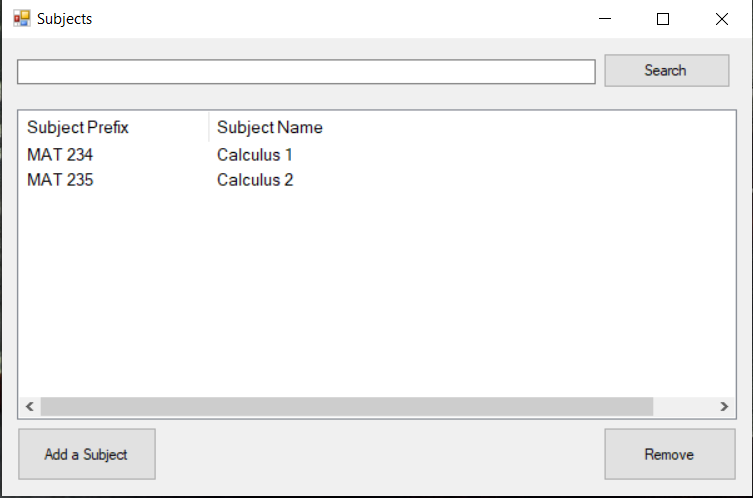 Subjects
Search
Subject Prefix Subject Name
MAT 234 Calculus 1
MAT 235 Calculus 2
Add a Subject Remove